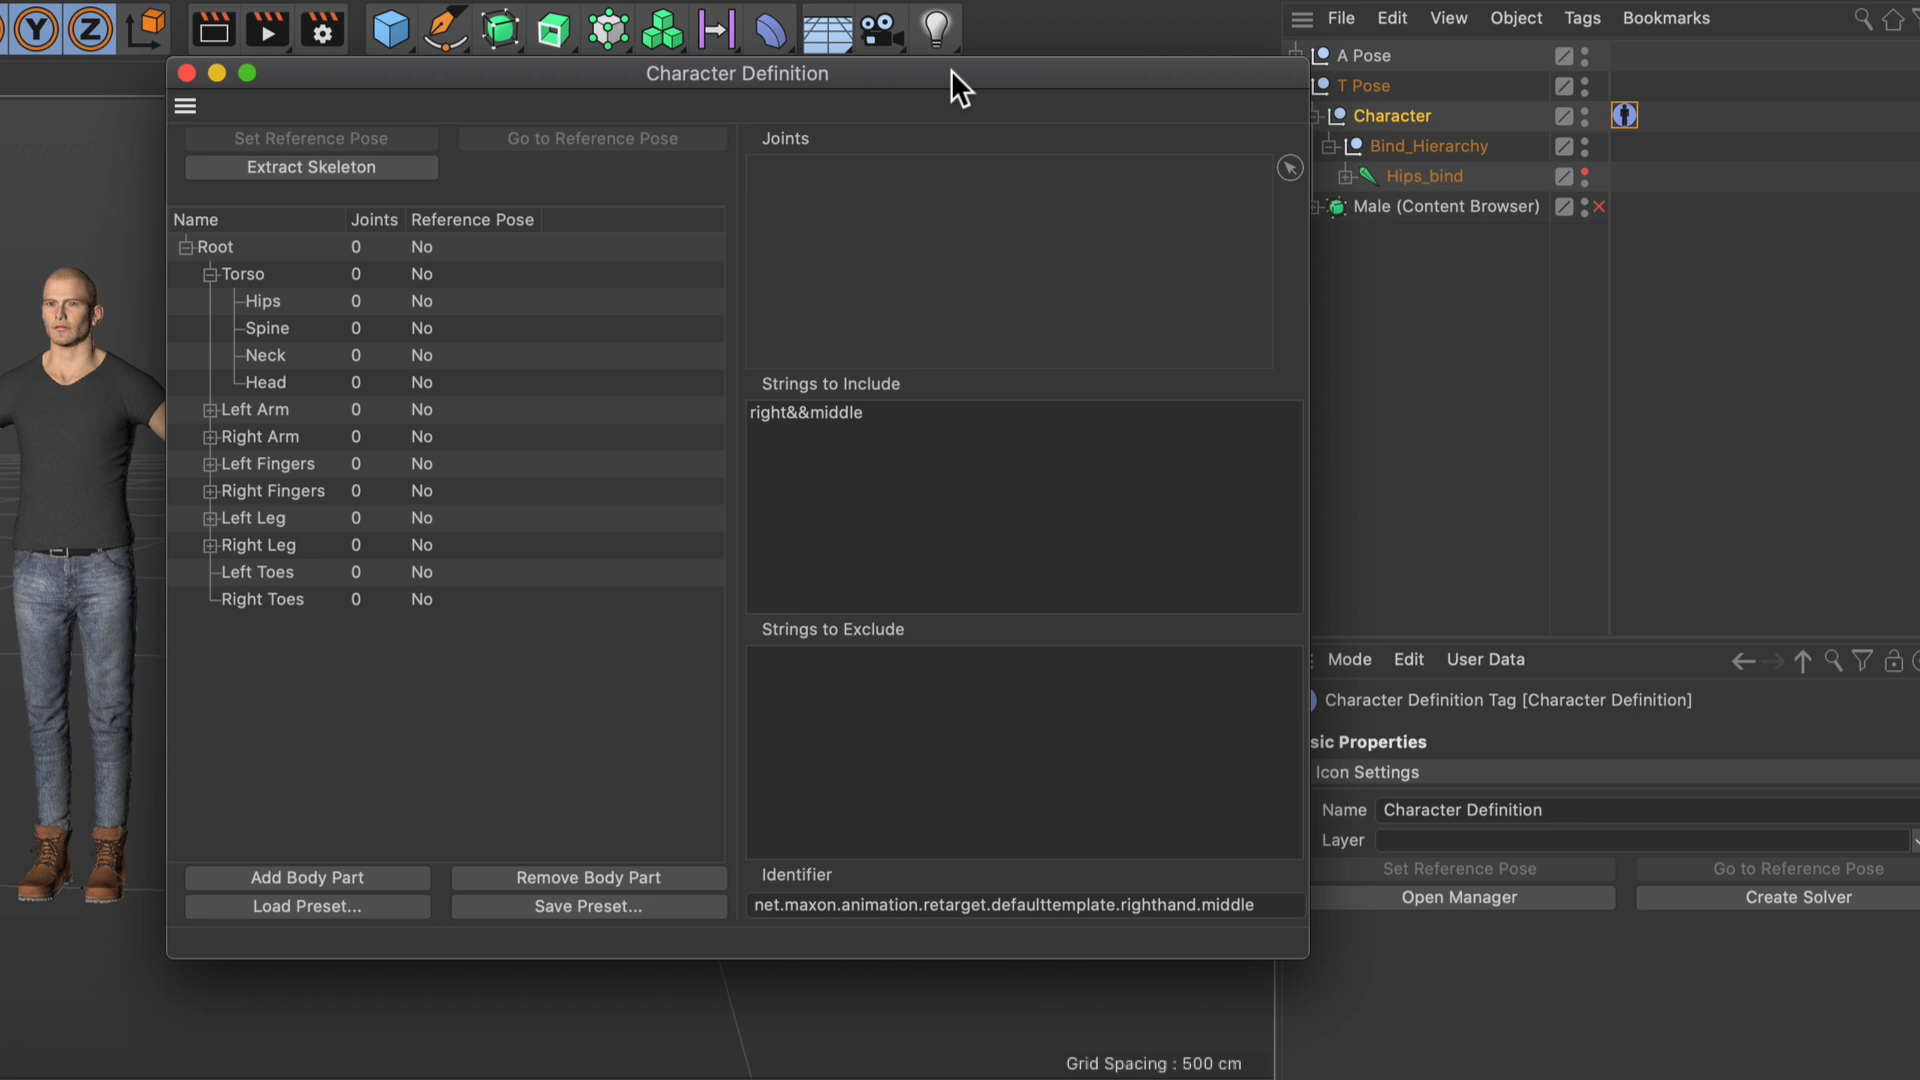 Y
Z
File Edit View Object Tags Bookmarks
Character Definition
A Pose
T Pose
Character
Bind_Hierarchy
Hips_bind
Male (Content Browser)
Set Reference Pose Go to Reference Pose
Extract Skeleton
Name Joints Reference Pose
Root 0 No
Torso 0 No
Hips 0 No
Spine 0 No
Neck 0 No
Head 0 No
Left Arm 0 No
Right Arm 0 No
Left Fingers 0 No
Right Fingers 0 No
Left Leg 0 No
Right Leg 0 No
Left Toes 0 No
Right Toes 0 No
Add Body Part Remove Body Part
Load Preset... Save Preset...
Joints
Strings to Include
right&&middle
Strings to Exclude
Identifier
net.maxon.animation.retarget.defaulttemplate.righthand.middle
Mode Edit User Data
Character Definition Tag [Character Definition]
sic Properties
Icon Settings
Name Character Definition
Layer
Set Reference Pose Go to Reference Pose
Open Manager Create Solver
Grid Spacing : 500 cm